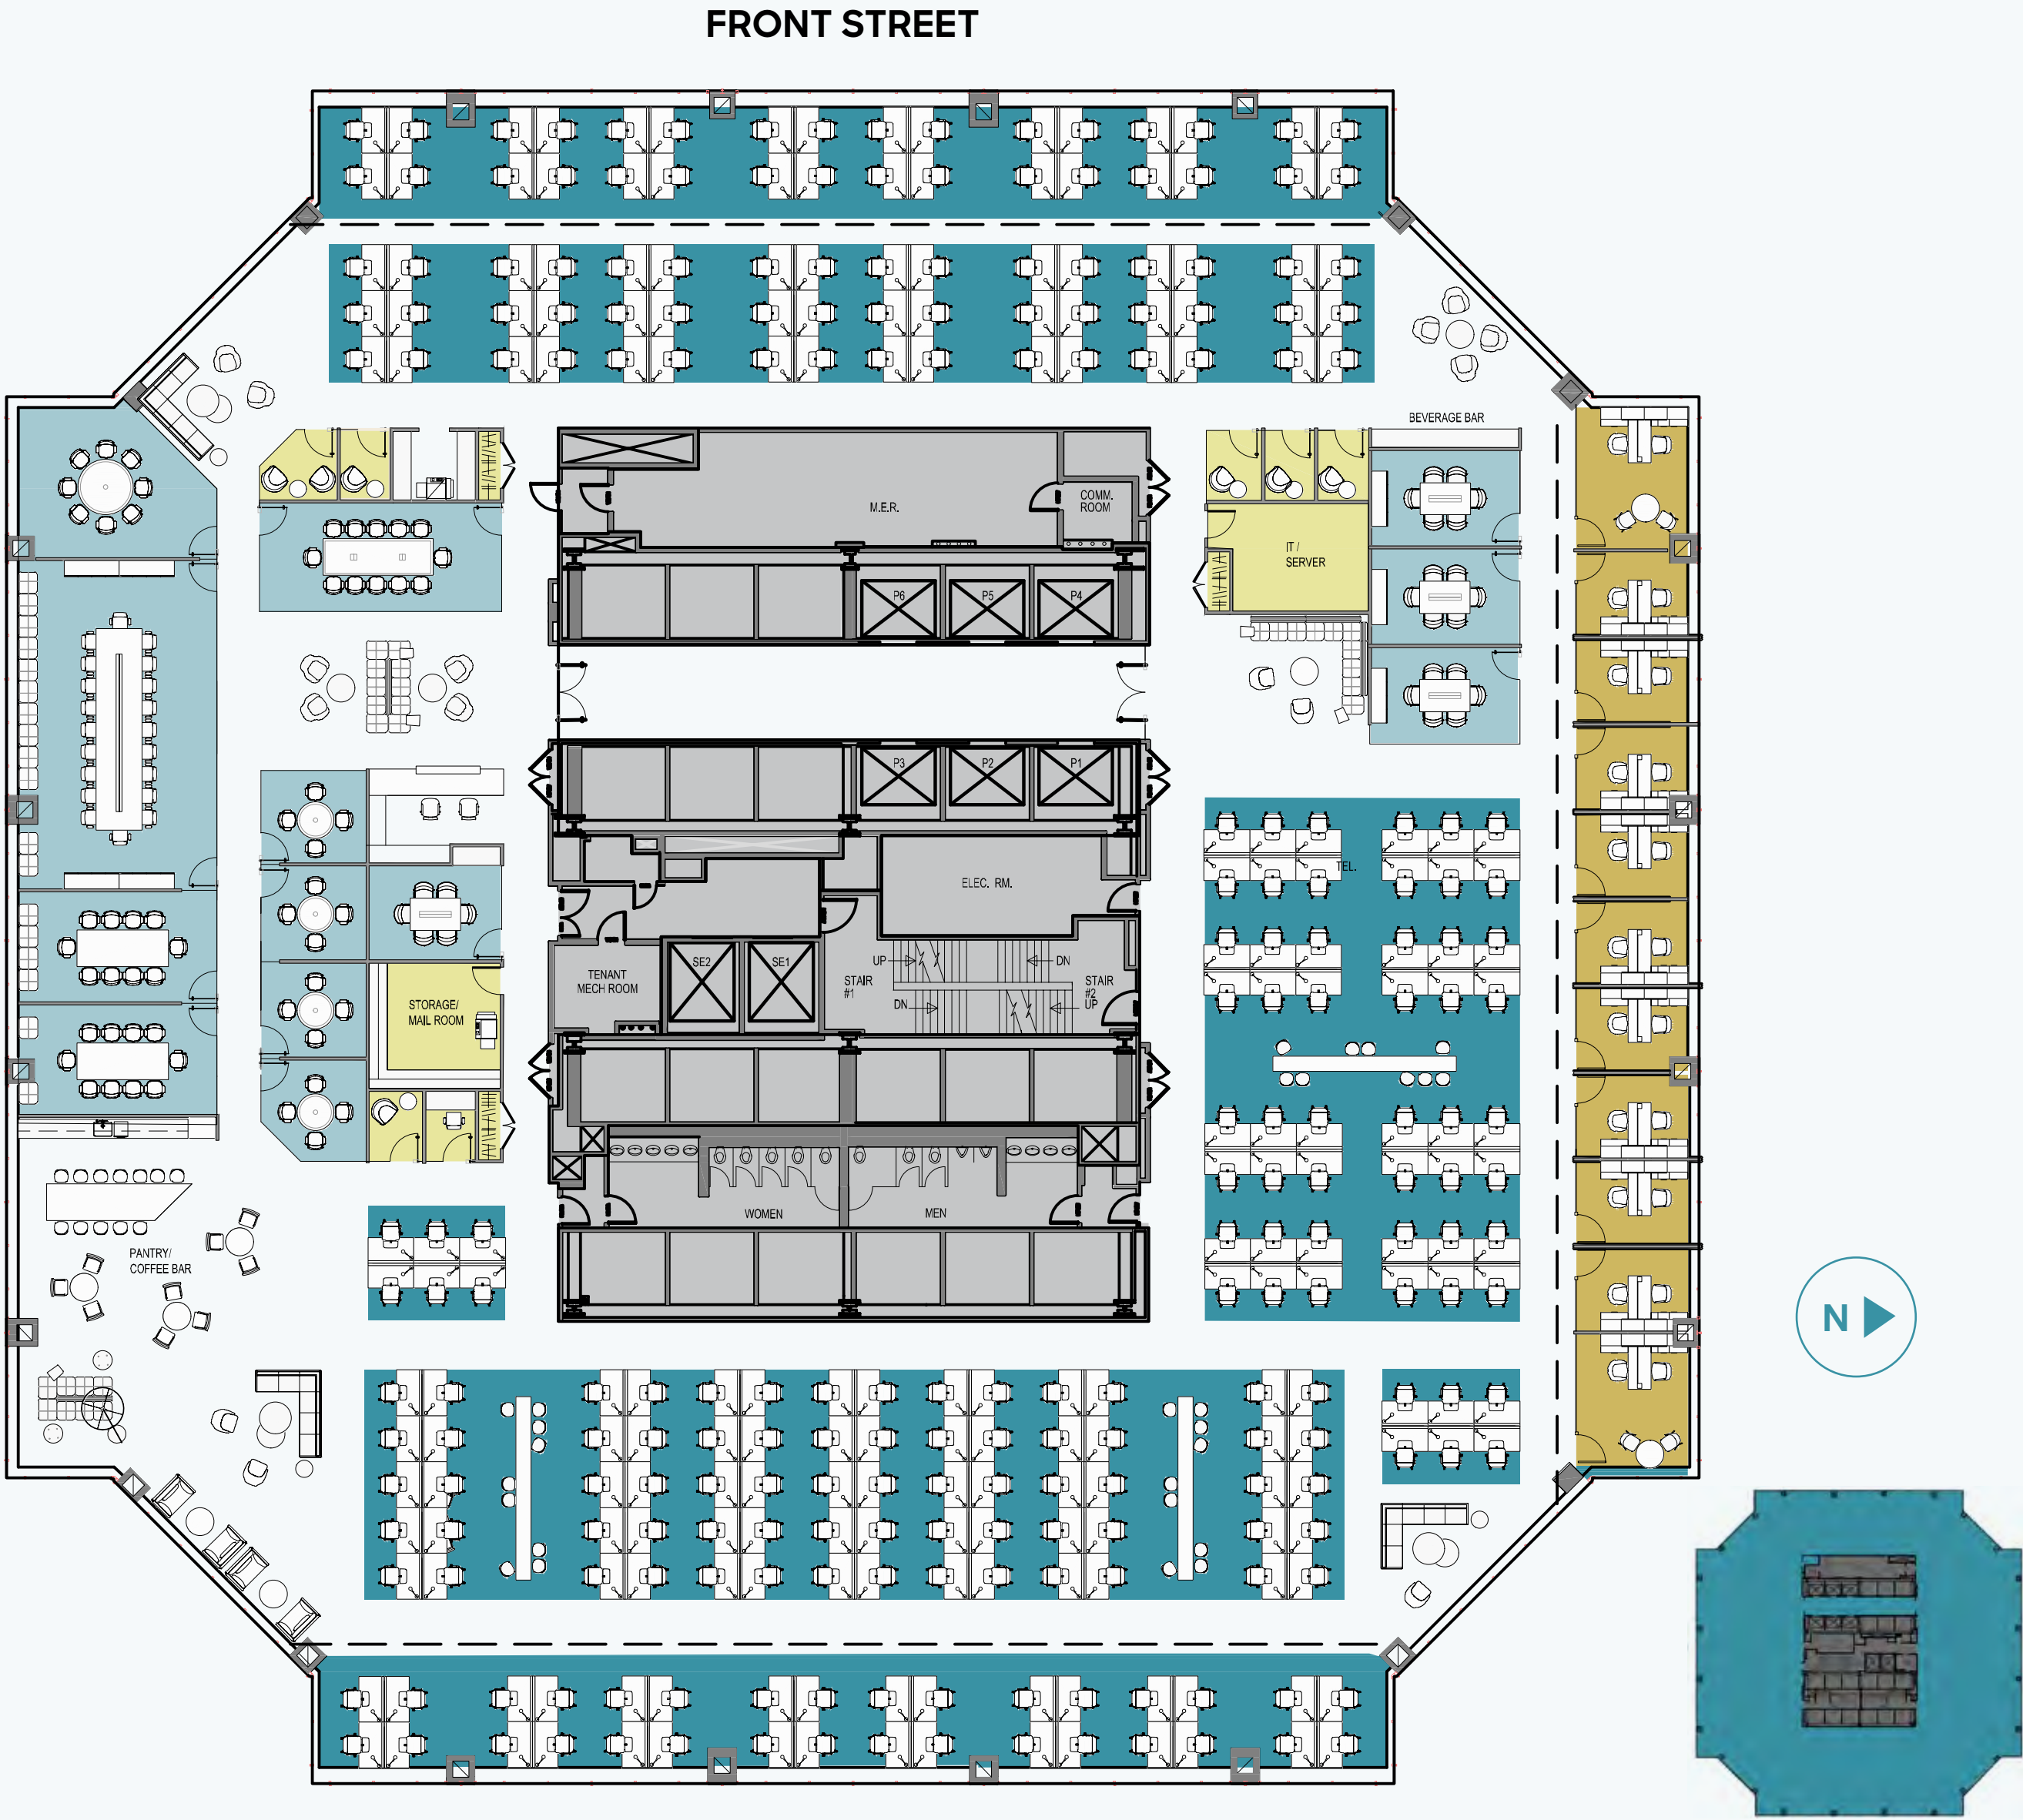 FRONT STREET
BEVERAGE BAR
M.E.R.
COMM.
ROOM
IT /
SERVER
P6
P5
P4
P3
P2
P1
TEL.
ELEC. RM.
SE2
SE1
UP
DN
TENANT
MECH ROOM
STAIR
#1
STAIR
#2
DN
UP
STORAGE/
MAIL ROOM
WOMEN
MEN
PANTRY/
COFFEE BAR
N